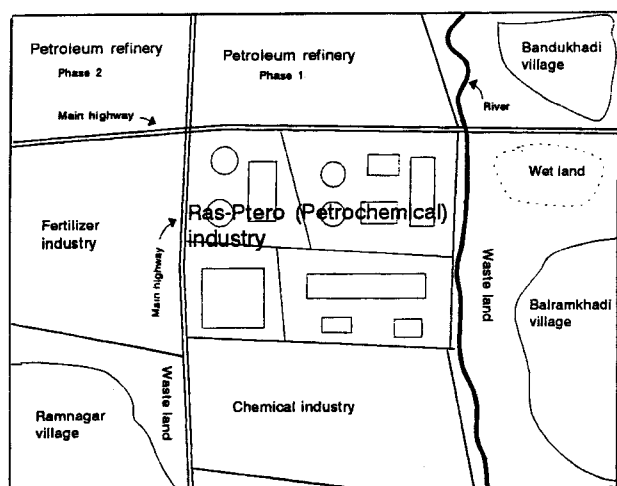 Petroleum refinery
Phase 2
Petroleum refinery
Phase 1
Bandukhadi
village
Main highway
River
Wet land
Ras-Ptero (Petrochemical)
industry
Fertilizer
industry
Main highway
Waste land
Balramkhadi
village
Waste land
Ramnagar
village
Chemical industry